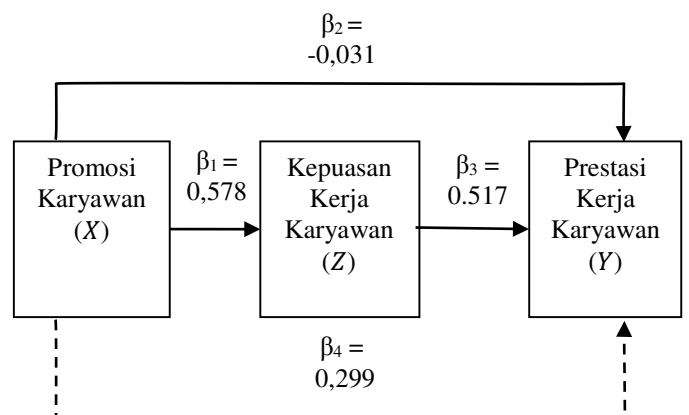 β₂ =
-0,031
Promosi
Karyawan
(X)
β₁ =
0,578
Kepuasan
Kerja
Karyawan
(Z)
β₃ =
0.517
Prestasi
Kerja
Karyawan
(Y)
β₄ =
0,299